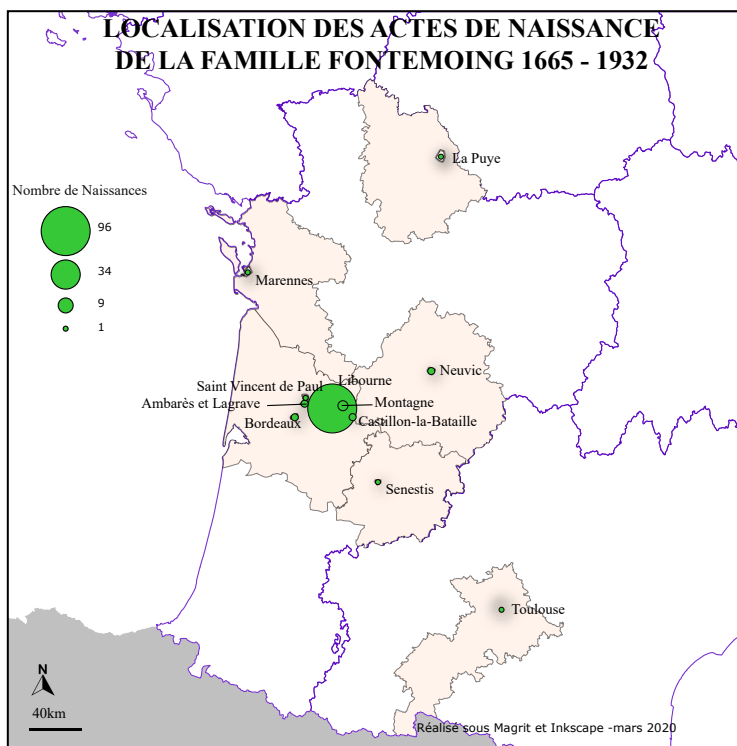 LOCALISATION DES ACTES DE NAISSANCE
DE LA FAMILLE FONTEMOING 1665 - 1932
La Puye
Nombre de Naissances
96
34
9
1
Marennes
Neuvic
Libourne
Saint Vincent de Paul
Ambarès et Lagrave
Montagne
Bordeaux
Castillon-la-Bataille
Senestis
Toulouse
N
40km
Réalisé sous Magrit et Inkscape -mars 2020